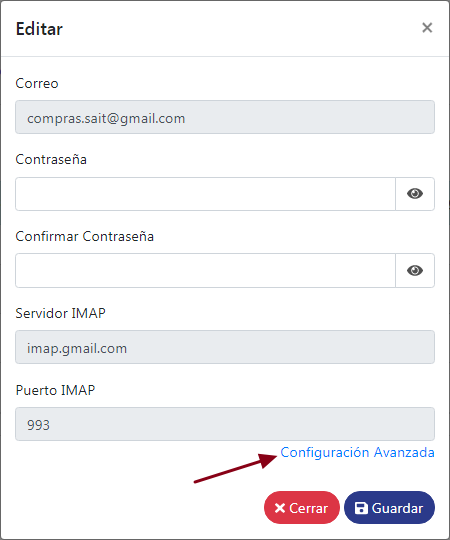 Editar
Correo
compras.sait@gmail.com
Contraseña
Confirmar Contraseña
Servidor IMAP
imap.gmail.com
Puerto IMAP
993
Configuración Avanzada
Cerrar Guardar